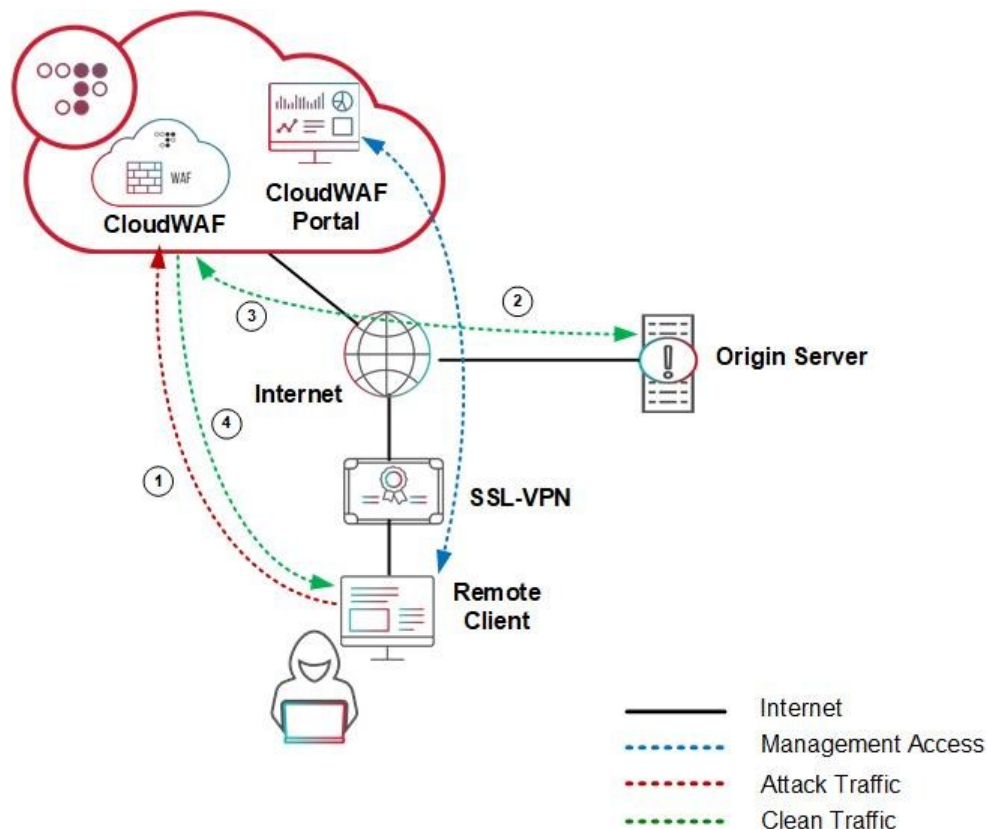 WAF
CloudWAF
CloudWAF
Portal
3
2
Origin Server
Internet
4
1
SSL-VPN
Remote
Client
Internet
Management Access
Attack Traffic
Clean Traffic